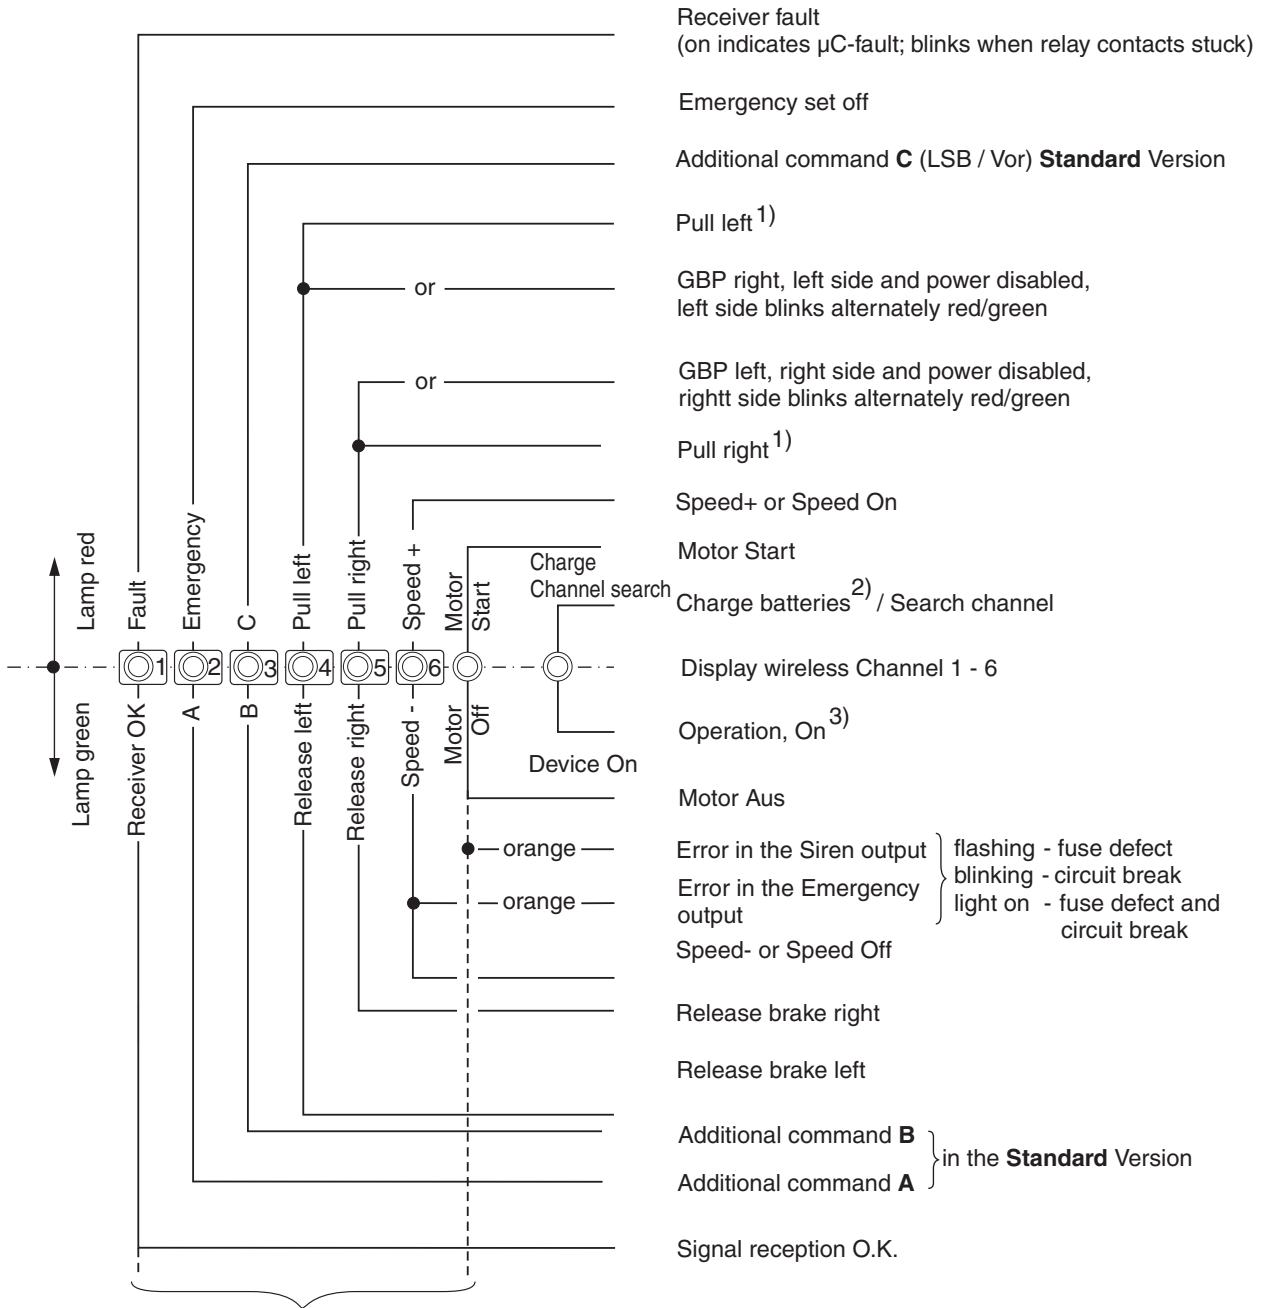 Receiver fault
(on indicates µC-fault; blinks when relay contacts stuck)
Emergency set off
Additional command C (LSB / Vor) Standard Version
Pull left 1)
or
GBP right, left side and power disabled,
left side blinks alternately red/green
or
GBP left, right side and power disabled,
rightt side blinks alternately red/green
Pull right 1)
Speed+ or Speed On
Motor Start
Charge
Channel search
Charge batteries 2) / Search channel
Lamp red
Fault
Emergency
C
Pull left
Pull right
Speed +
Motor
Start
1
2
3
4
5
6
Display wireless Channel 1 - 6
Lamp green
Receiver OK
A
B
Release left
Release right
Speed -
Motor
Off
Operation, On 3)
Device On
Motor Aus
orange
Error in the Siren output
flashing - fuse defect
blinking - circuit break
orange
Error in the Emergency
output
light on - fuse defect and
circuit break
Speed- or Speed Off
Release brake right
Release brake left
Additional command B
in the Standard Version
Additional command A
Signal reception O.K.